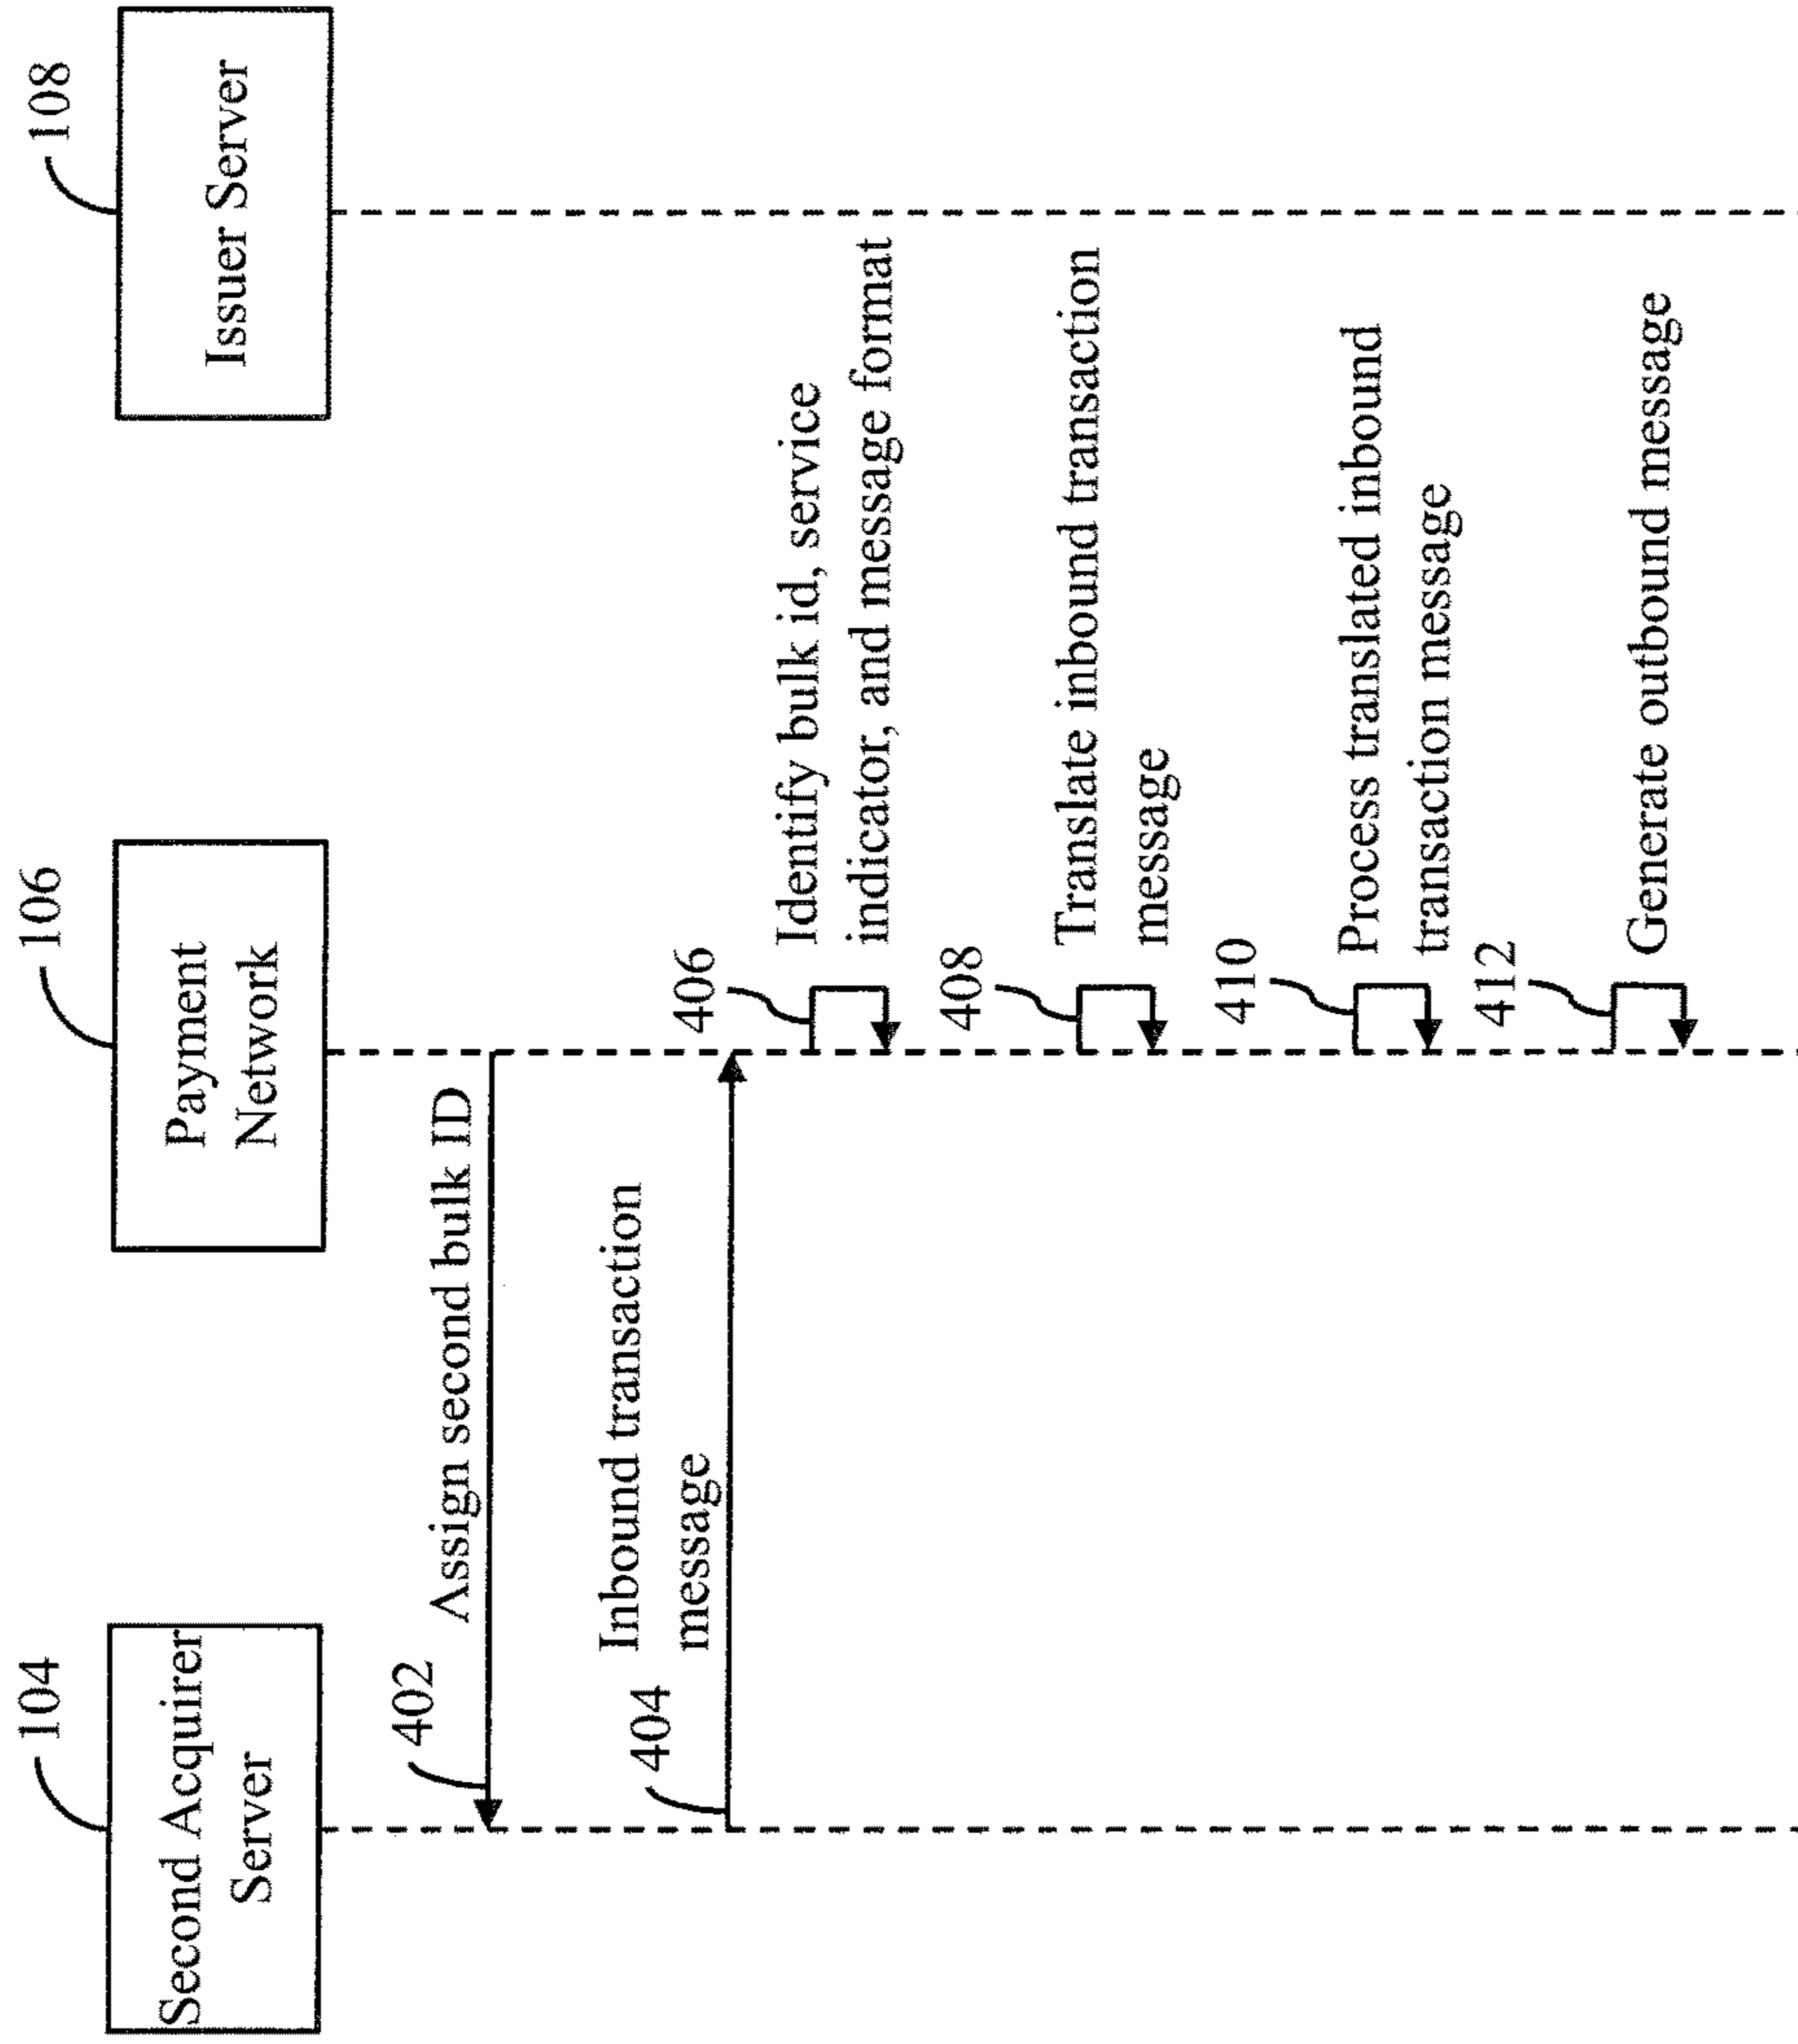 104
Second Acquirer
Server
106
Payment
Network
108
Issuer Server
402
Assign second bulk ID
404
Inbound transaction
message
406
Identify bulk id, service
indicator, and message format
408
Translate inbound transaction
message
410
Process translated inbound
transaction message
412
Generate outbound message